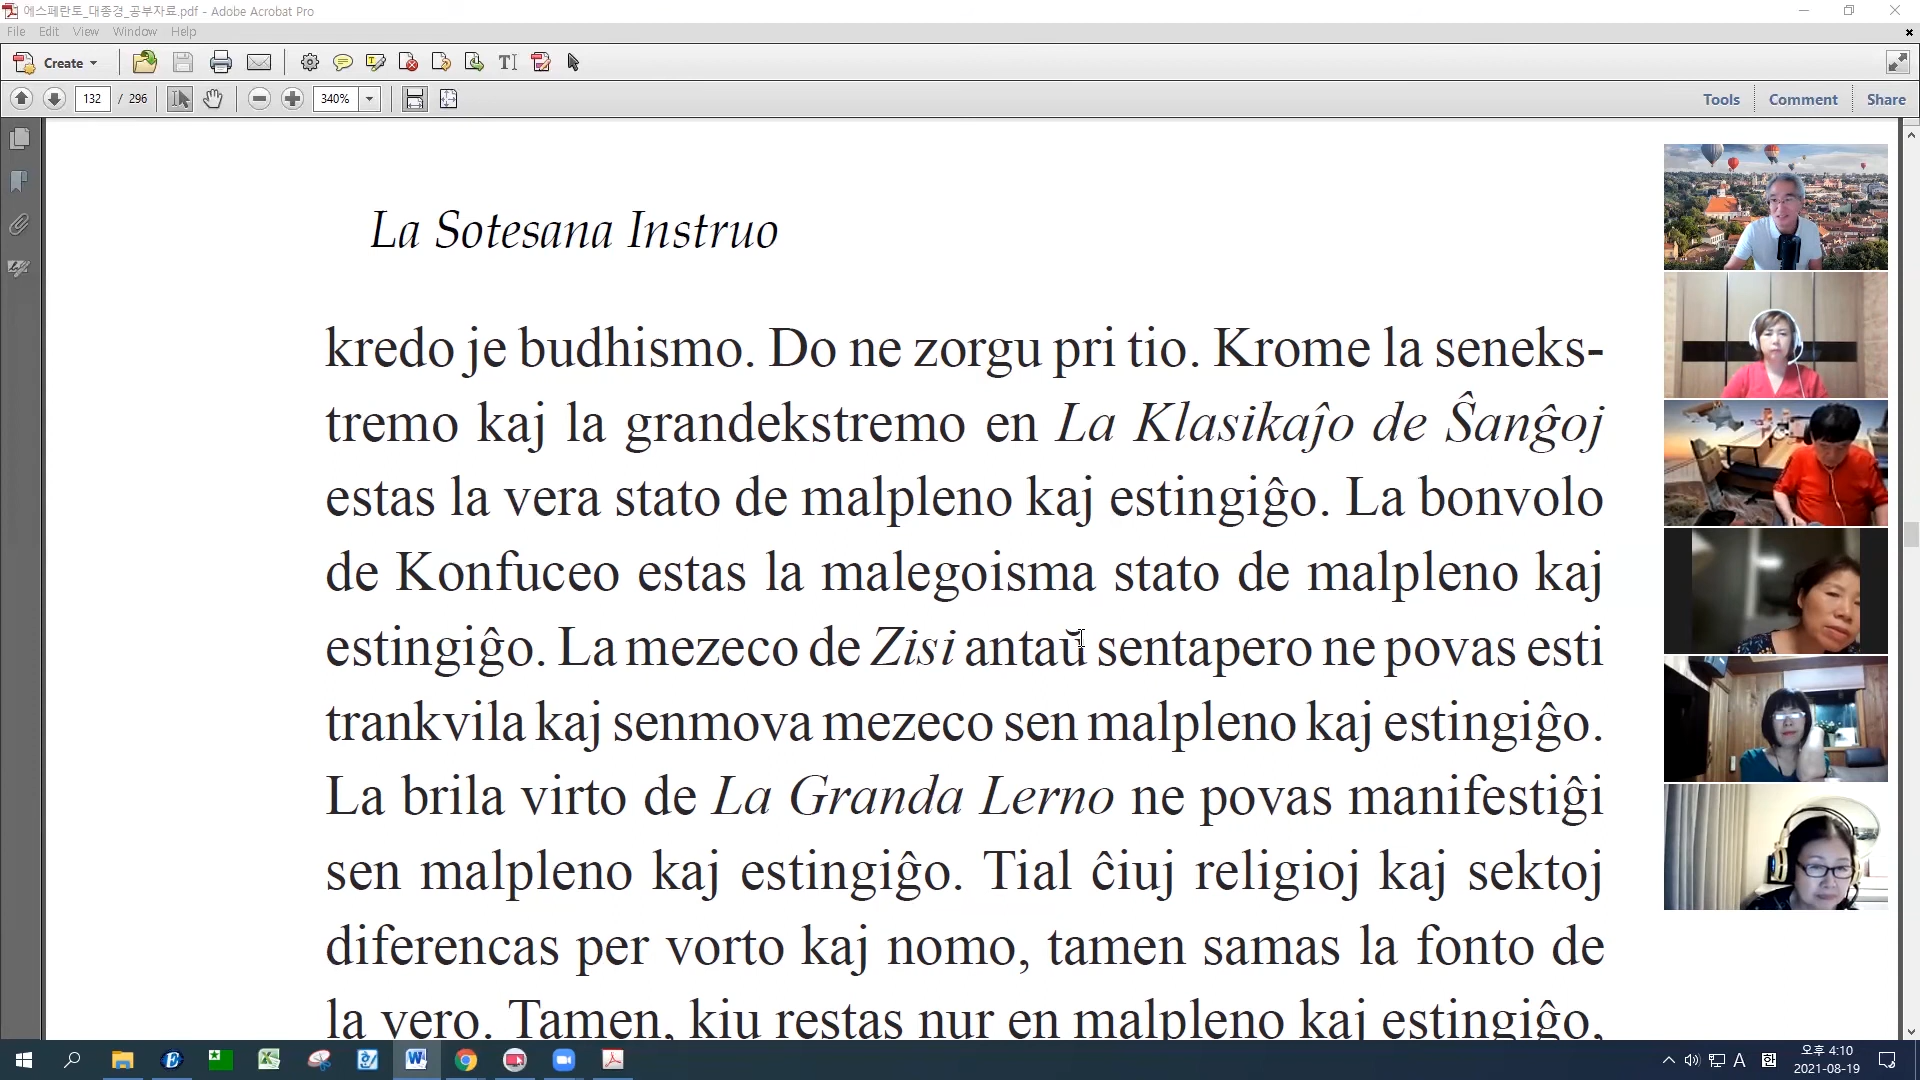 에스페란토_대종경_공부자료.pdf - Adobe Acrobat Pro
File Edit View Window Help
Create
132 / 296 340% Tools Comment Share
La Sotesana Instruo
kredo je budhismo. Do ne zorgu pri tio. Krome la seneks-
tremo kaj la grandekstremo en La Klasikaĵo de Ŝanĝoj
estas la vera stato de malpleno kaj estingiĝo. La bonvolo
de Konfuceo estas la malegoisma stato de malpleno kaj
estingiĝo. La mezeco de Zisi antaŭ sentapero ne povas esti
trankvila kaj senmova mezeco sen malpleno kaj estingiĝo.
La brila virto de La Granda Lerno ne povas manifestiĝi
sen malpleno kaj estingiĝo. Tial ĉiuj religioj kaj sektoj
diferencas per vorto kaj nomo, tamen samas la fonto de
la vero. Tamen, kiu restas nur en malpleno kaj estingiĝo,
A 한 오후 4:10
2021-08-19